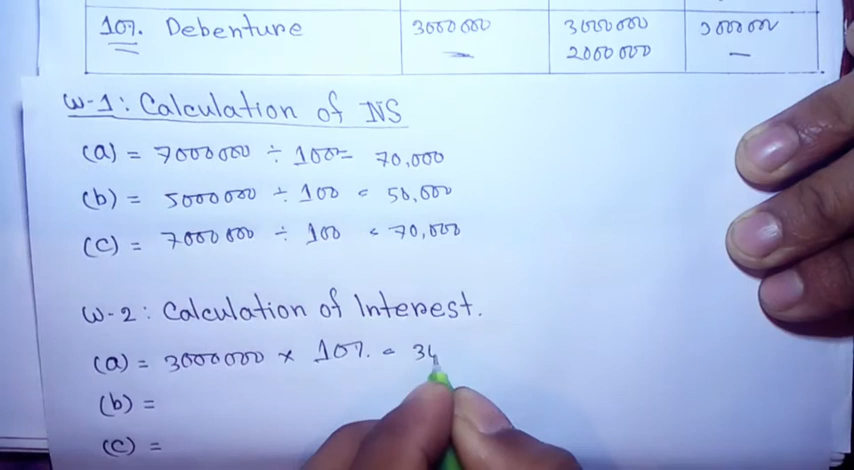 10%. Debenture 3000000 3000000 3000000
— 2000000 —
W-1: Calculation of NS
(a) = 7000000 ÷ 100 = 70,000
(b) = 5000000 ÷ 100 = 50,000
(c) = 7000000 ÷ 100 = 70,000
W-2: Calculation of Interest.
(a) = 3000000 × 10%. = 30
(b) =
(c) =